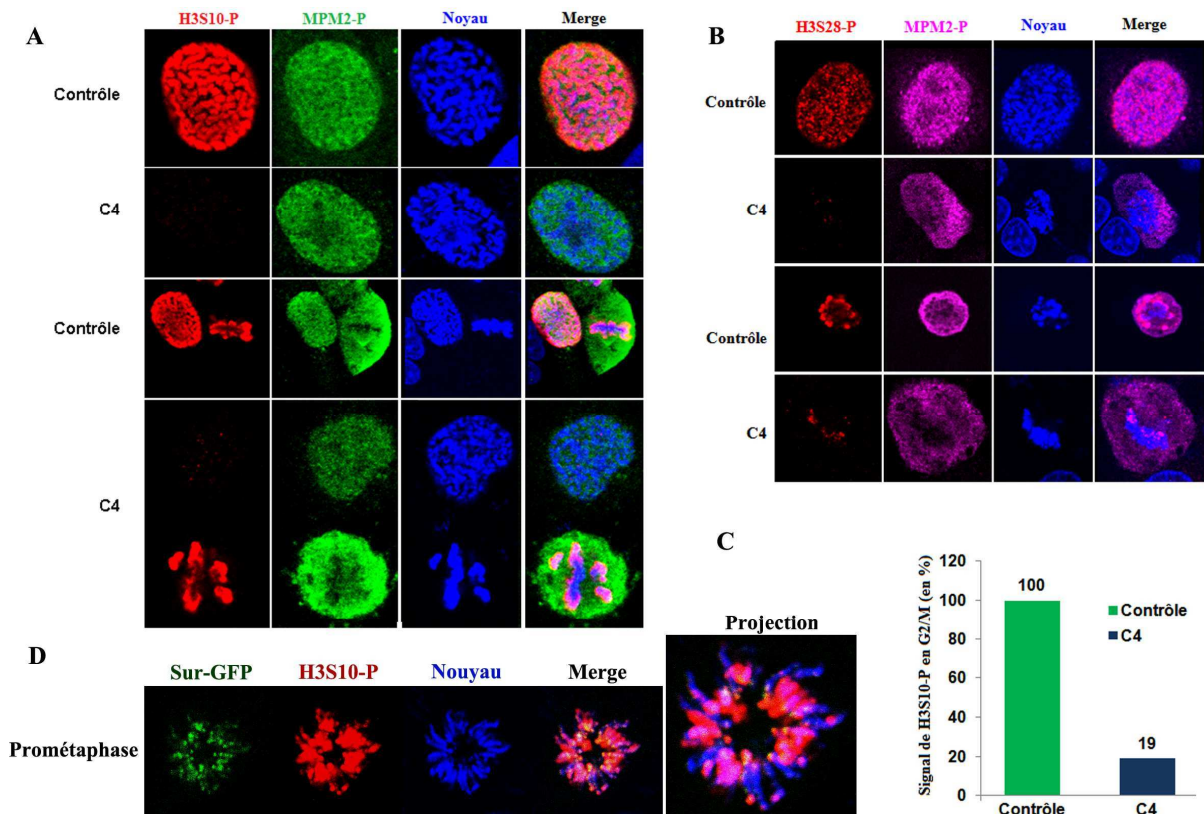 A
H3S10-P MPM2-P Noyau Merge
Contrôle
C4
Contrôle
C4
B
H3S28-P MPM2-P Noyau Merge
Contrôle
C4
Contrôle
C4
C
Signal de H3S10-P en G2/M (en %)
120
100
80
60
40
20
0
100
19
Contrôle
C4
Contrôle C4
D
Sur-GFP H3S10-P Nouyau Merge
Projection
Prométaphase